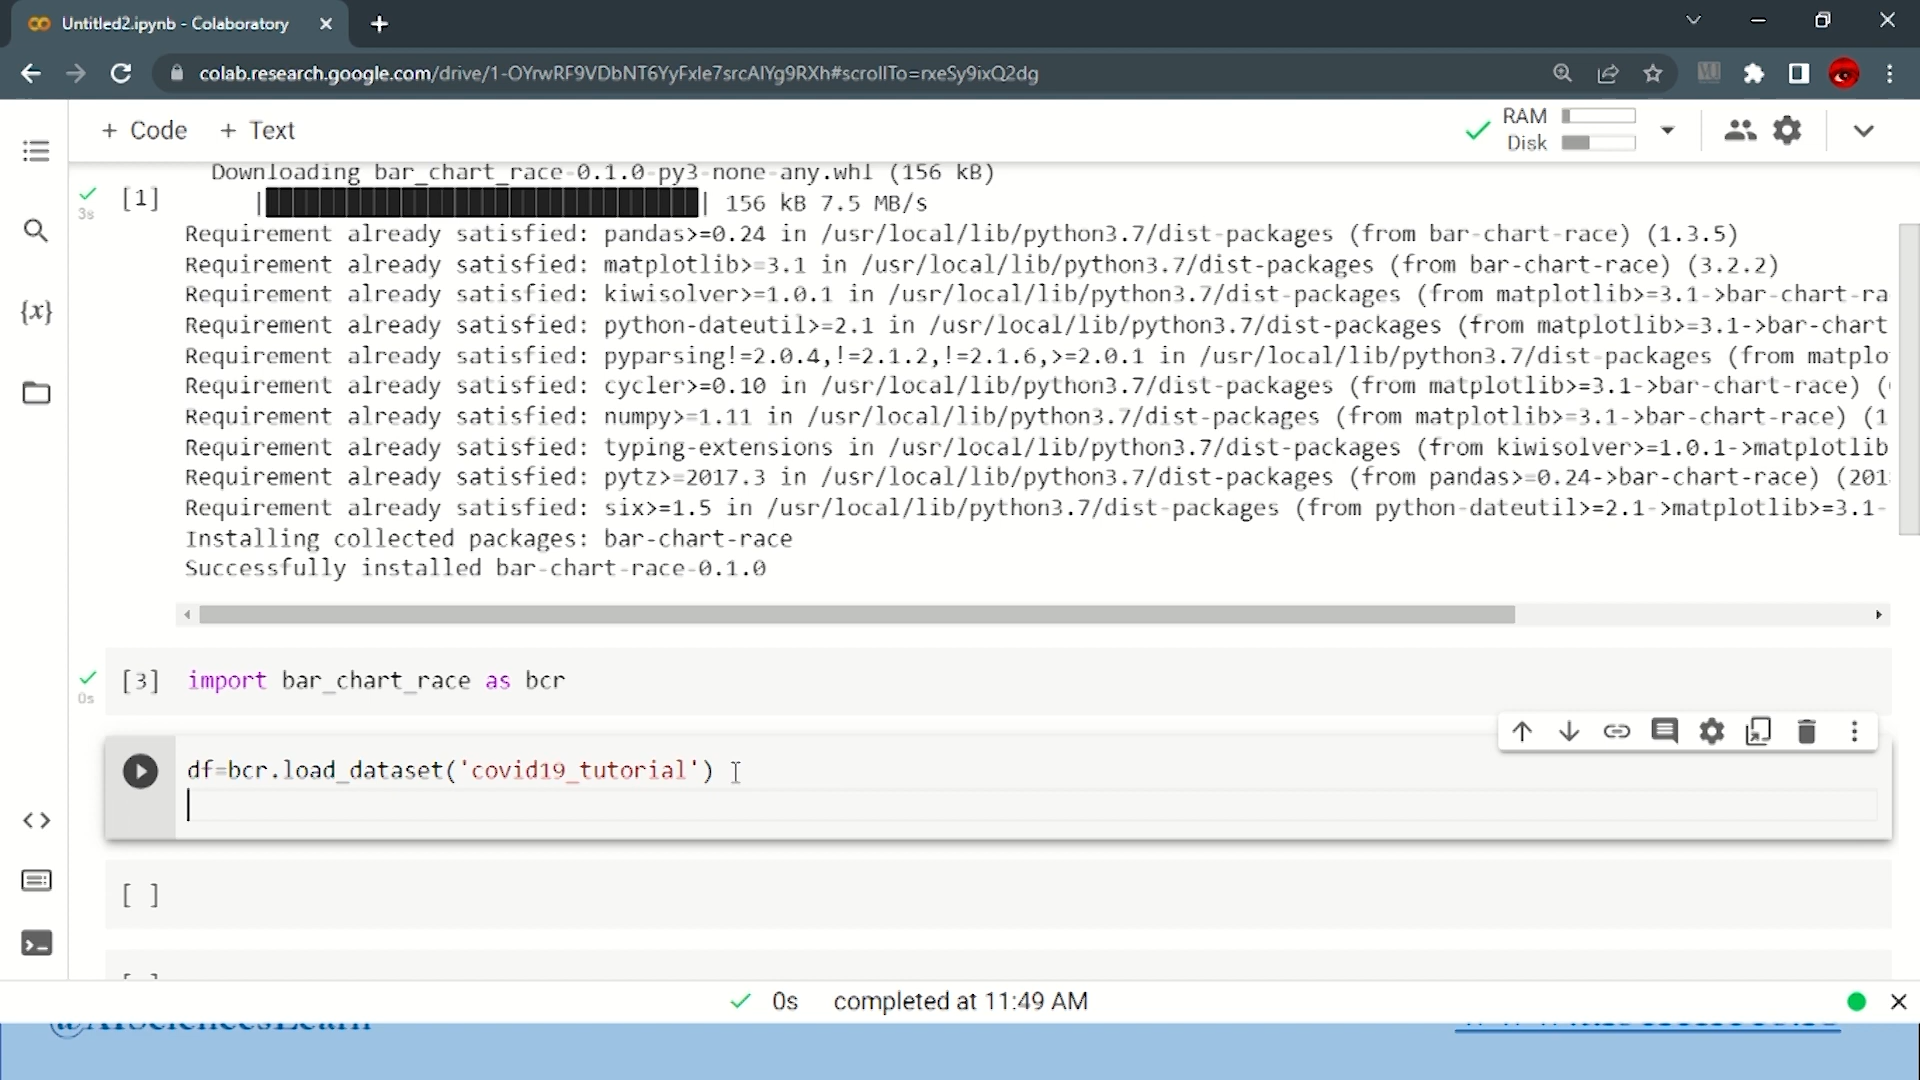 Untitled2.ipynb - Colaboratory
colab.research.google.com/drive/1-OYrwRF9VDbNT6YyFxle7srcAlYg9RXh#scrollTo=rxeSy9ixQ2dg
+ Code + Text
RAM
Disk
Downloading bar_chart_race-0.1.0-py3-none-any.whl (156 kB)
[1] | 156 kB 7.5 MB/s
3s
Requirement already satisfied: pandas>=0.24 in /usr/local/lib/python3.7/dist-packages (from bar-chart-race) (1.3.5)
Requirement already satisfied: matplotlib>=3.1 in /usr/local/lib/python3.7/dist-packages (from bar-chart-race) (3.2.2)
Requirement already satisfied: kiwisolver>=1.0.1 in /usr/local/lib/python3.7/dist-packages (from matplotlib>=3.1->bar-chart-ra
Requirement already satisfied: python-dateutil>=2.1 in /usr/local/lib/python3.7/dist-packages (from matplotlib>=3.1->bar-chart
Requirement already satisfied: pyparsing!=2.0.4,!=2.1.2,!=2.1.6,>=2.0.1 in /usr/local/lib/python3.7/dist-packages (from matplo
Requirement already satisfied: cycler>=0.10 in /usr/local/lib/python3.7/dist-packages (from matplotlib>=3.1->bar-chart-race) (
Requirement already satisfied: numpy>=1.11 in /usr/local/lib/python3.7/dist-packages (from matplotlib>=3.1->bar-chart-race) (1
Requirement already satisfied: typing-extensions in /usr/local/lib/python3.7/dist-packages (from kiwisolver>=1.0.1->matplotlib
Requirement already satisfied: pytz>=2017.3 in /usr/local/lib/python3.7/dist-packages (from pandas>=0.24->bar-chart-race) (201
Requirement already satisfied: six>=1.5 in /usr/local/lib/python3.7/dist-packages (from python-dateutil>=2.1->matplotlib>=3.1-
Installing collected packages: bar-chart-race
Successfully installed bar-chart-race-0.1.0
[3] import bar_chart_race as bcr
0s
df=bcr.load_dataset('covid19_tutorial')
[ ]
[ ]
0s completed at 11:49 AM
@AISciencesLearn